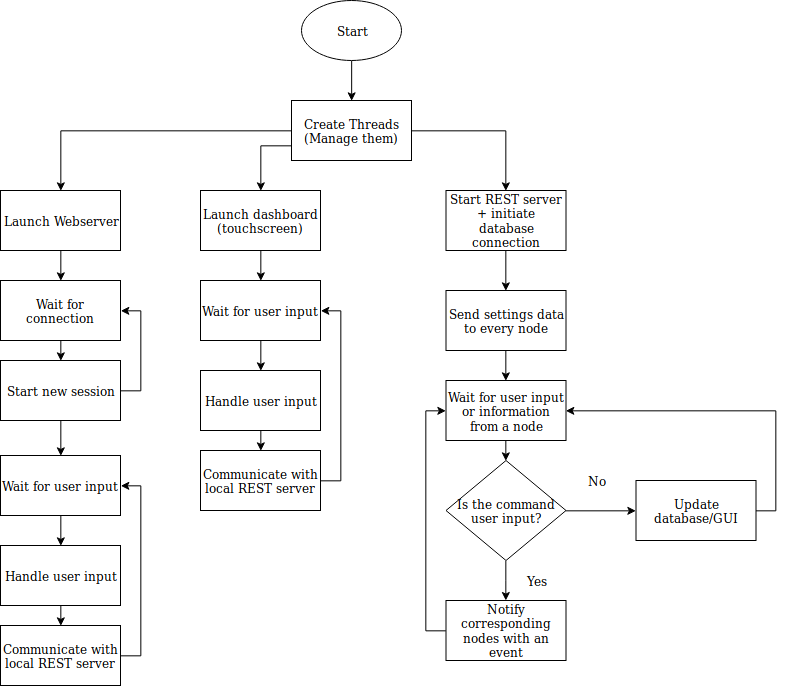 Start
Create Threads
(Manage them)
Launch Webserver
Wait for
connection
Start new session
Wait for user input
Handle user input
Communicate with
local REST server
Launch dashboard
(touchscreen)
Wait for user input
Handle user input
Communicate with
local REST server
Start REST server
+ initiate
database
connection
Send settings data
to every node
Wait for user input
or information
from a node
Is the command
user input?
No
Update
database/GUI
Yes
Notify
corresponding
nodes with an
event